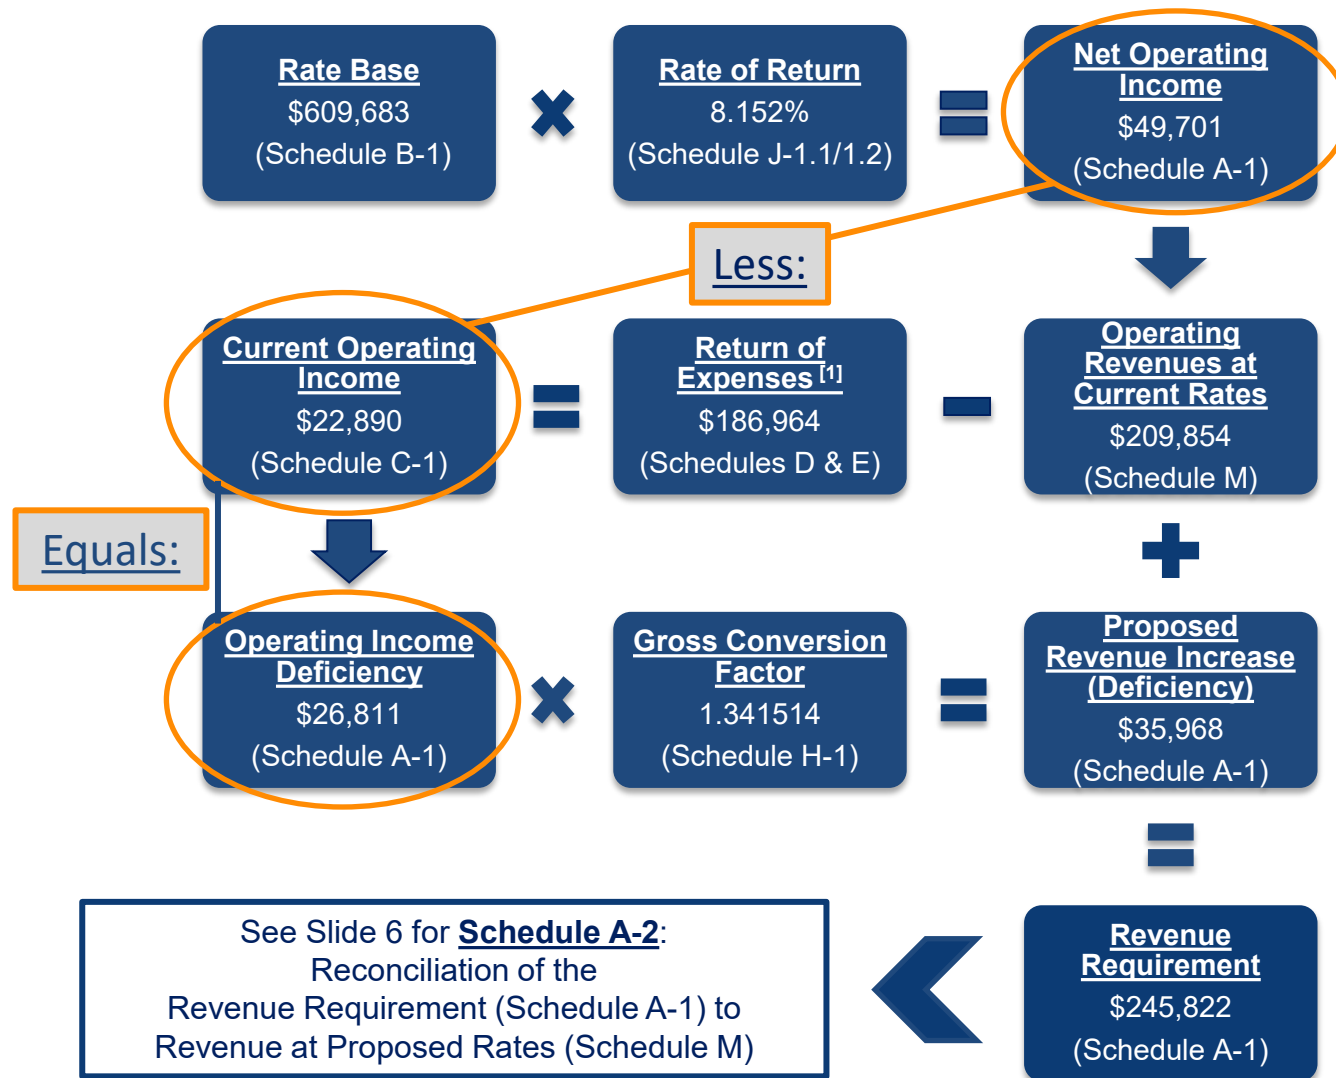 Rate Base
$609,683
(Schedule B-1)
Rate of Return
8.152%
(Schedule J-1.1/1.2)
Net Operating
Income
$49,701
(Schedule A-1)
Less:
Current Operating
Income
$22,890
(Schedule C-1)
Return of
Expenses [1]
$186,964
(Schedules D & E)
Operating
Revenues at
Current Rates
$209,854
(Schedule M)
Equals:
Operating Income
Deficiency
$26,811
(Schedule A-1)
Gross Conversion
Factor
1.341514
(Schedule H-1)
Proposed
Revenue Increase
(Deficiency)
$35,968
(Schedule A-1)
See Slide 6 for Schedule A-2:
Reconciliation of the
Revenue Requirement (Schedule A-1) to
Revenue at Proposed Rates (Schedule M)
Revenue
Requirement
$245,822
(Schedule A-1)